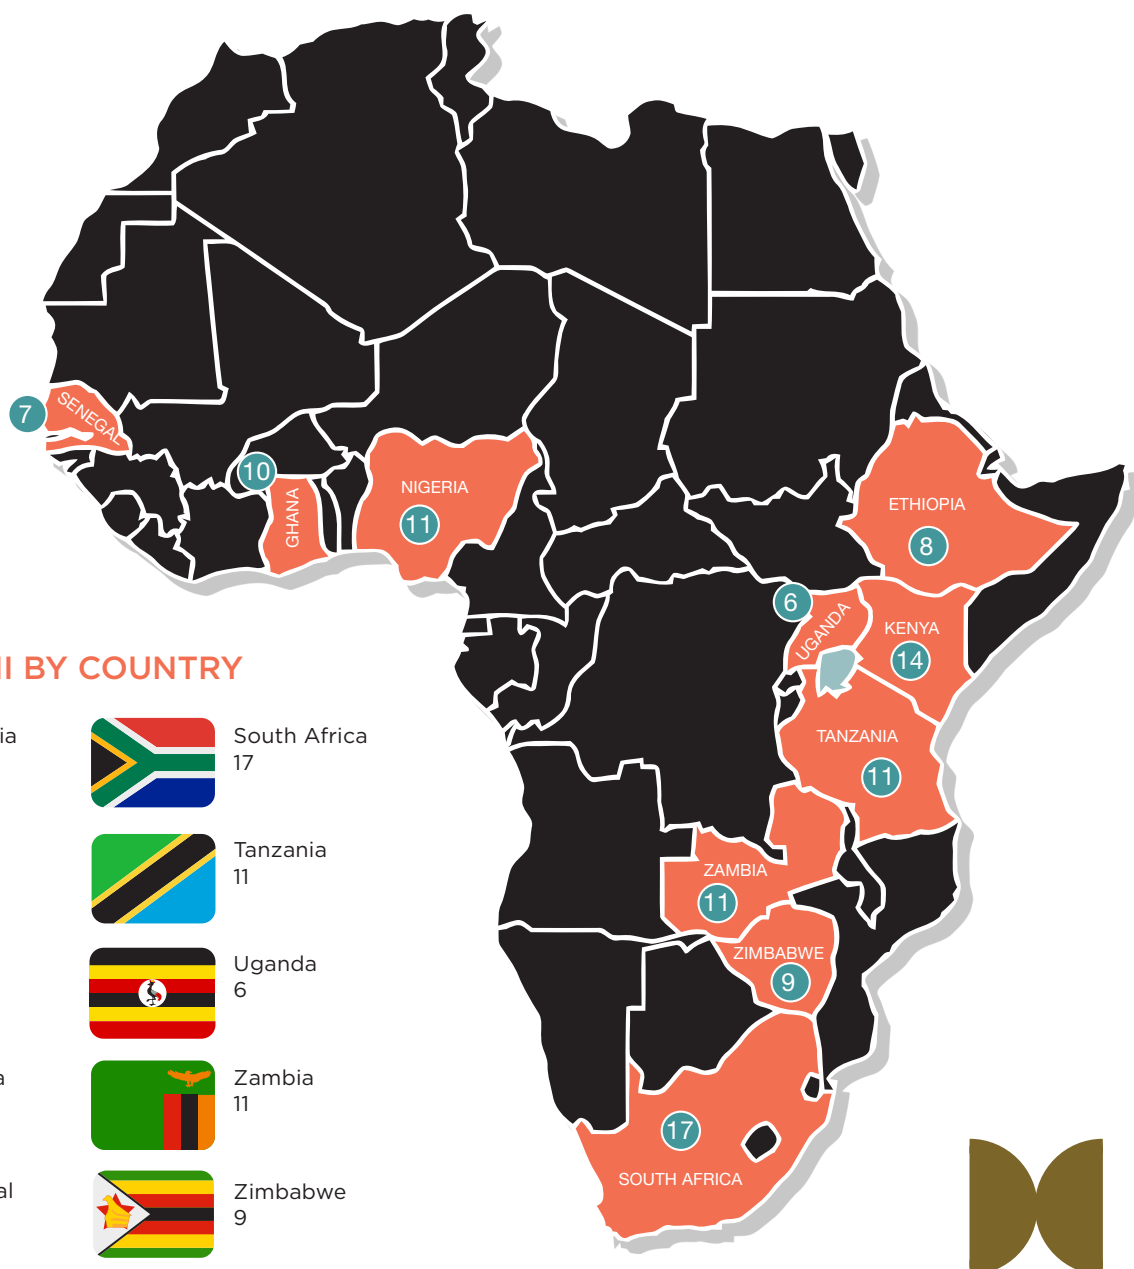 7
SENEGAL
10
GHANA
NIGERIA
11
ETHIOPIA
8
6
UGANDA
KENYA
14
TANZANIA
11
ZAMBIA
11
ZIMBABWE
9
17
SOUTH AFRICA
BY COUNTRY
South Africa
17
Tanzania
11
Uganda
6
Zambia
11
Zimbabwe
9